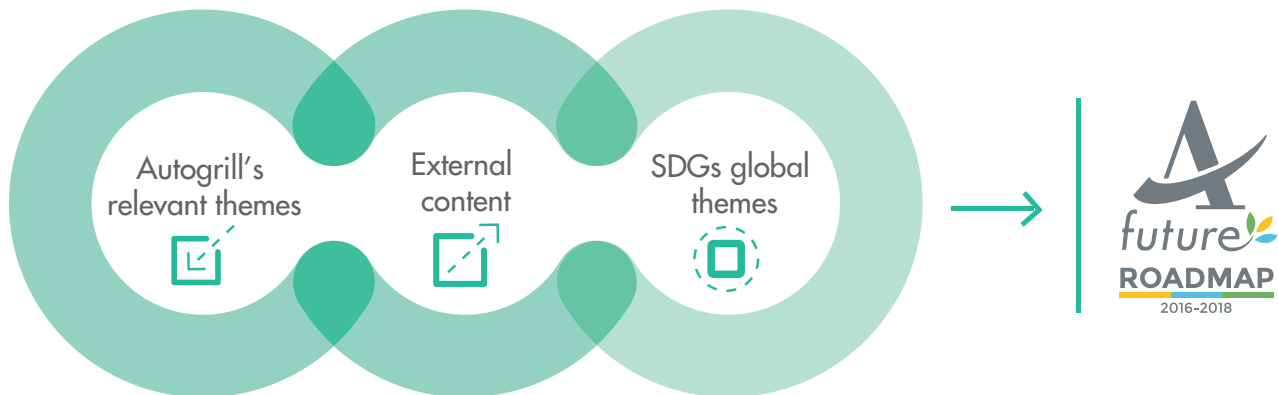 Autogrill's
relevant themes
External
content
SDGs global
themes
A
future
ROADMAP
2016-2018